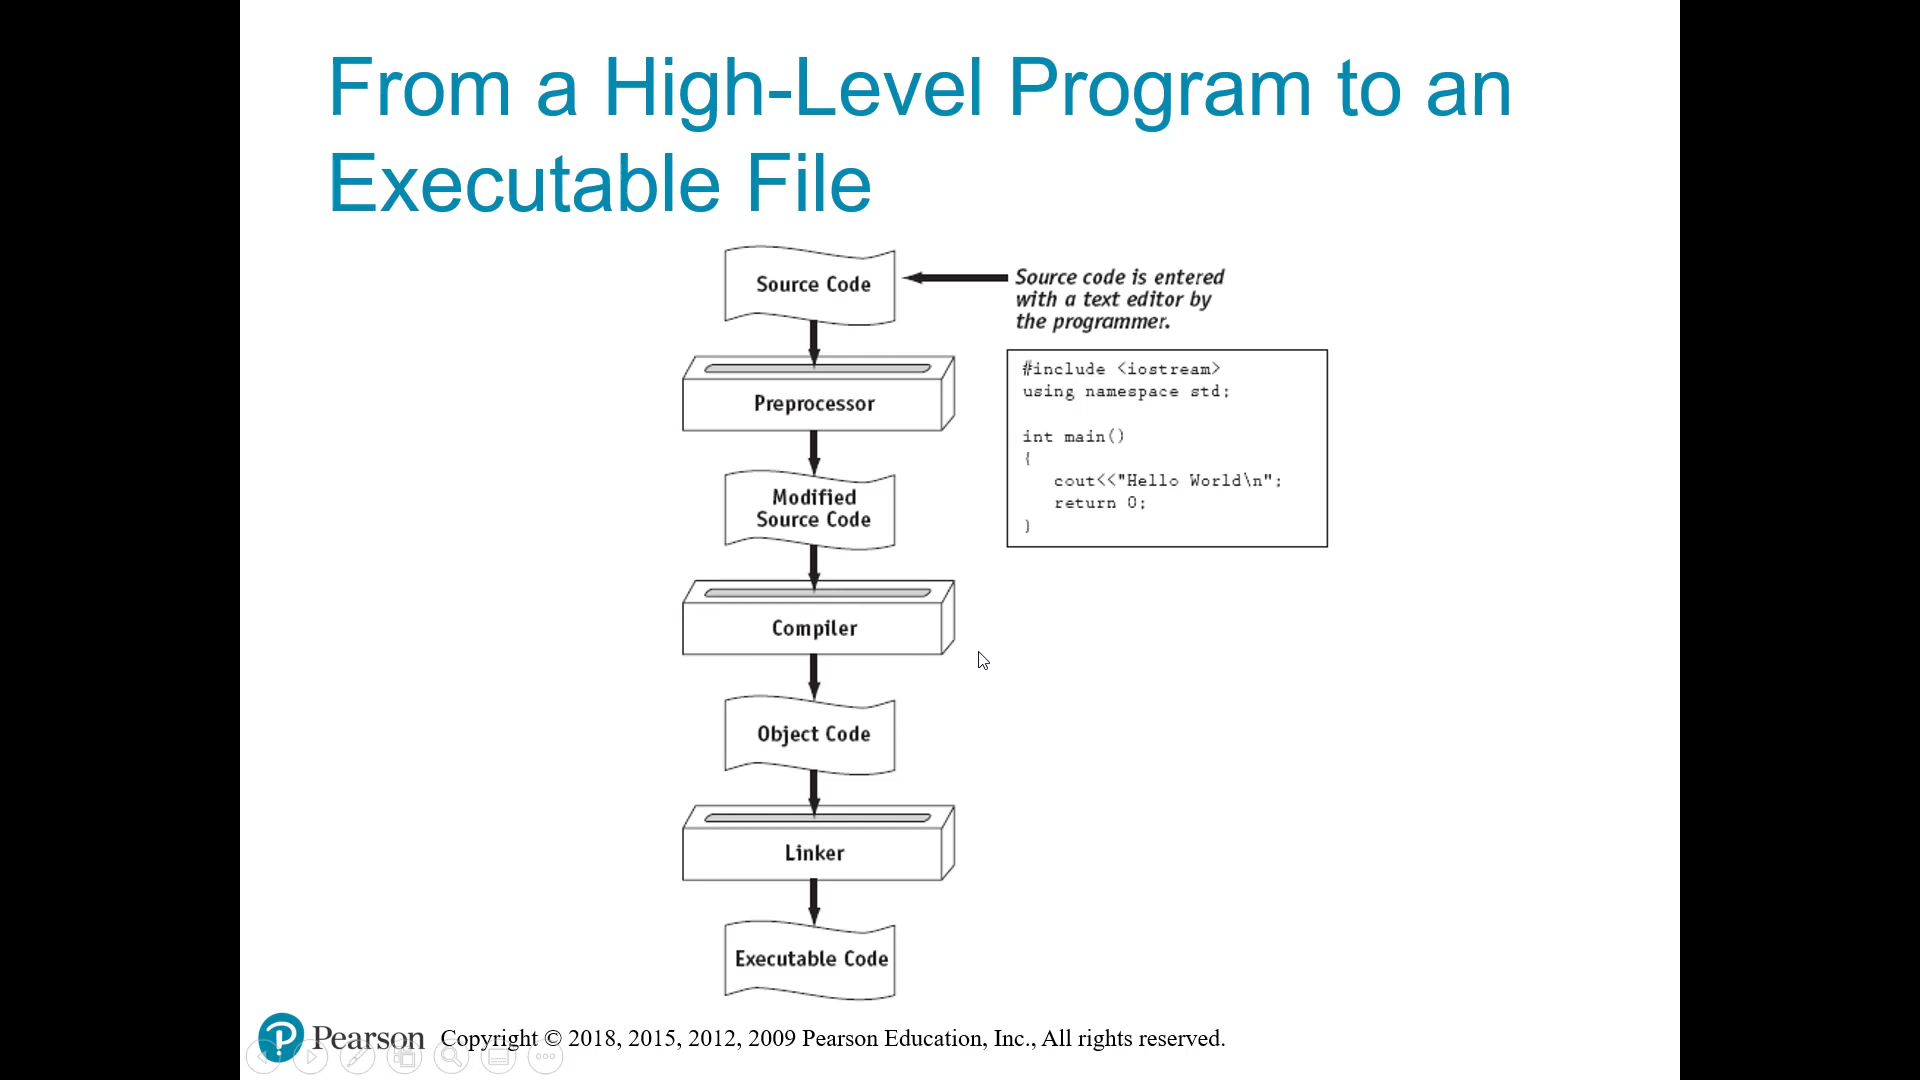 From a High-Level Program to an
Executable File
Source Code
Source code is entered
with a text editor by
the programmer.
Preprocessor
#include <iostream>
using namespace std;
int main()
{
cout<<"Hello World\n";
return 0;
}
Modified
Source Code
Compiler
Object Code
Linker
Executable Code
Pearson Copyright © 2018, 2015, 2012, 2009 Pearson Education, Inc., All rights reserved.